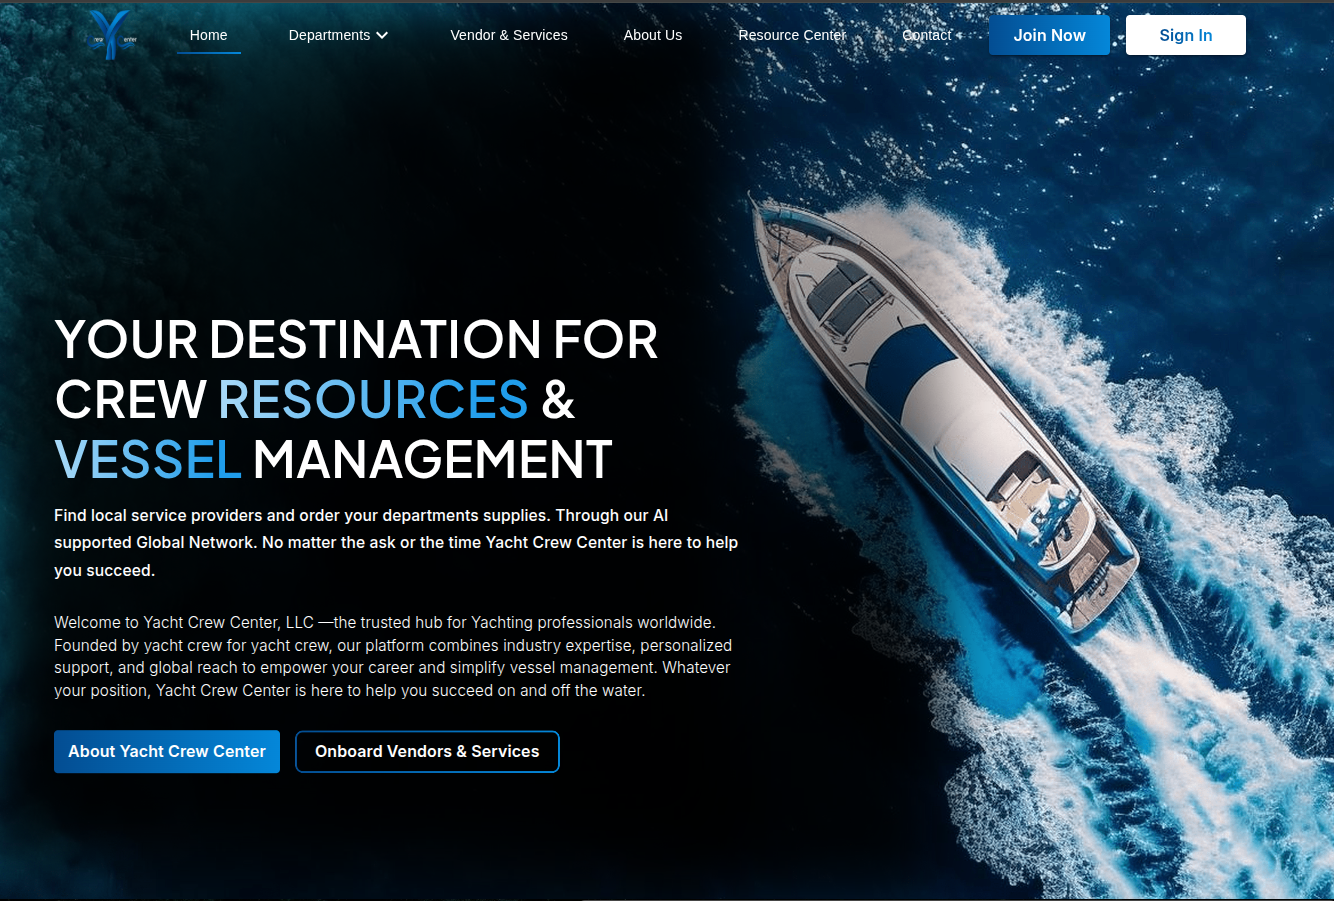 Home
Departments
Vendor & Services
About Us
Resource Center
Contact
Join Now
Sign In
YOUR DESTINATION FOR
CREW RESOURCES &
VESSEL MANAGEMENT
Find local service providers and order your departments supplies. Through our AI
supported Global Network. No matter the ask or the time Yacht Crew Center is here to help
you succeed.
Welcome to Yacht Crew Center, LLC —the trusted hub for Yachting professionals worldwide.
Founded by yacht crew for yacht crew, our platform combines industry expertise, personalized
support, and global reach to empower your career and simplify vessel management. Whatever
your position, Yacht Crew Center is here to help you succeed on and off the water.
About Yacht Crew Center
Onboard Vendors & Services